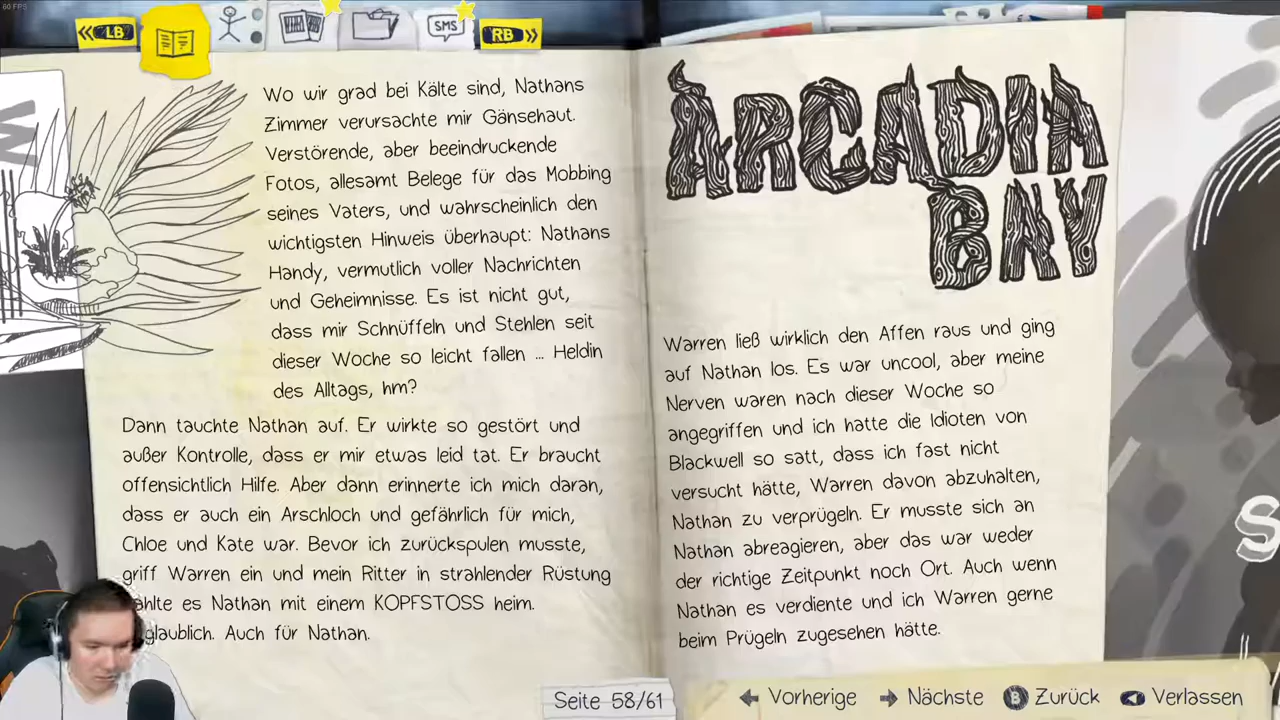 60 FPS
LB
SMS
RB
Wo wir grad bei Kälte sind, Nathans
Zimmer verursachte mir Gänsehaut.
Verstörende, aber beeindruckende
Fotos, allesamt Belege für das Mobbing
seines Vaters, und wahrscheinlich den
wichtigsten Hinweis überhaupt: Nathans
Handy, vermutlich voller Nachrichten
und Geheimnisse. Es ist nicht gut,
dass mir Schnüffeln und Stehlen seit
dieser Woche so leicht fallen ... Heldin
des Alltags, hm?
Dann tauchte Nathan auf. Er wirkte so gestört und
außer Kontrolle, dass er mir etwas leid tat. Er braucht
offensichtlich Hilfe. Aber dann erinnerte ich mich daran,
dass er auch ein Arschloch und gefährlich für mich,
Chloe und Kate war. Bevor ich zurückspulen musste,
griff Warren ein und mein Ritter in strahlender Rüstung
es Nathan mit einem KOPFSTOSS heim.
Auch für Nathan.
ARCADIA
BAY
Warren ließ wirklich den Affen raus und ging
auf Nathan los. Es war uncool, aber meine
Nerven waren nach dieser Woche so
angegriffen und ich hatte die Idioten von
Blackwell so satt, dass ich fast nicht
versucht hätte, Warren davon abzuhalten,
Nathan zu verprügeln. Er musste sich an
Nathan abreagieren, aber das war weder
der richtige Zeitpunkt noch Ort. Auch wenn
Nathan es verdiente und ich Warren gerne
beim Prügeln zugesehen hätte.
Seite 58/61
Vorherige
Nächste
B Zurück
Verlassen